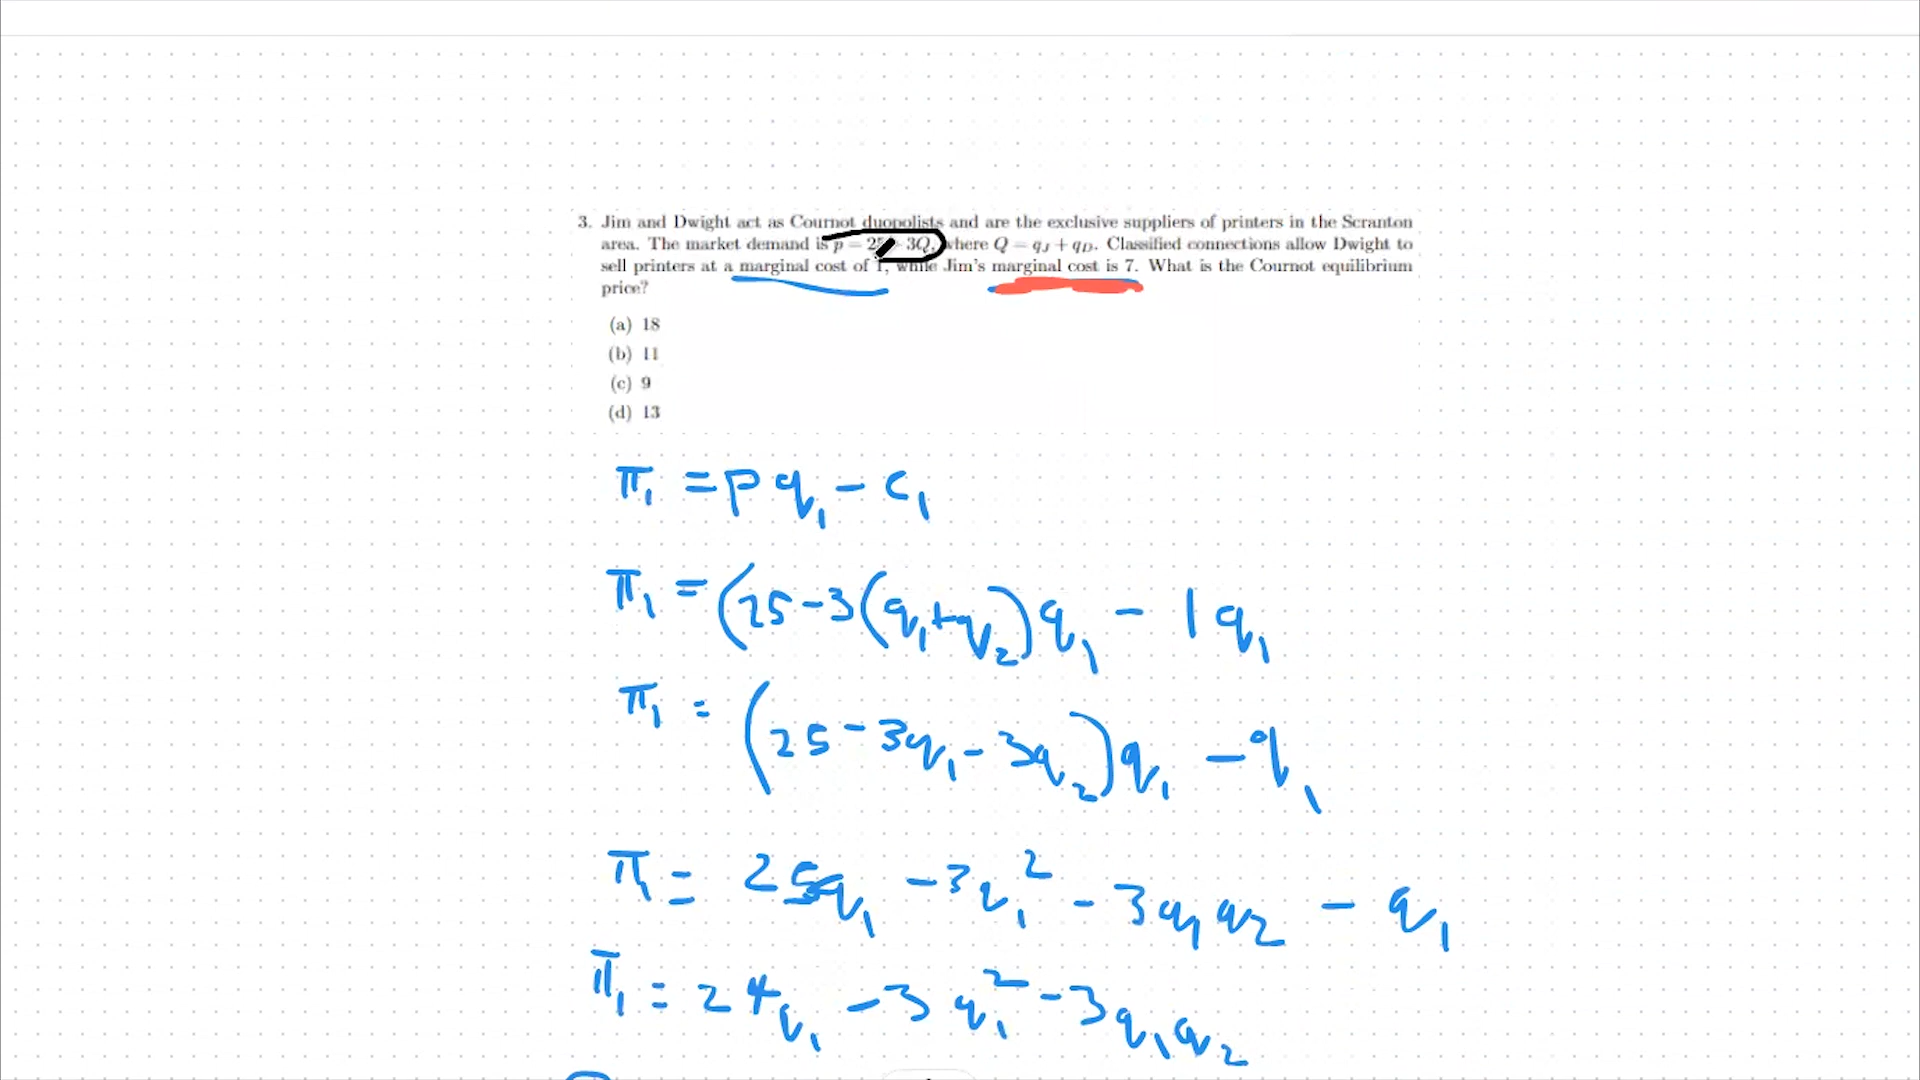 3. Jim and Dwight act as Cournot duopolists and are the exclusive suppliers of printers in the Scranton
area. The market demand is p = 25 - 3Q, where Q = q_J + q_D. Classified connections allow Dwight to
sell printers at a marginal cost of 1, while Jim's marginal cost is 7. What is the Cournot equilibrium
price?
(a) 18
(b) 11
(c) 9
(d) 13
π₁ = pq₁ - c₁
π₁ = (25-3(q₁+q₂)q₁ - 1q₁
π₁ = (25-3q₁-3q₂)q₁ - q₁
π₁ = 25q₁ - 3q₁² - 3q₁q₂ - q₁
π₁ = 24q₁ - 3q₁² - 3q₁q₂